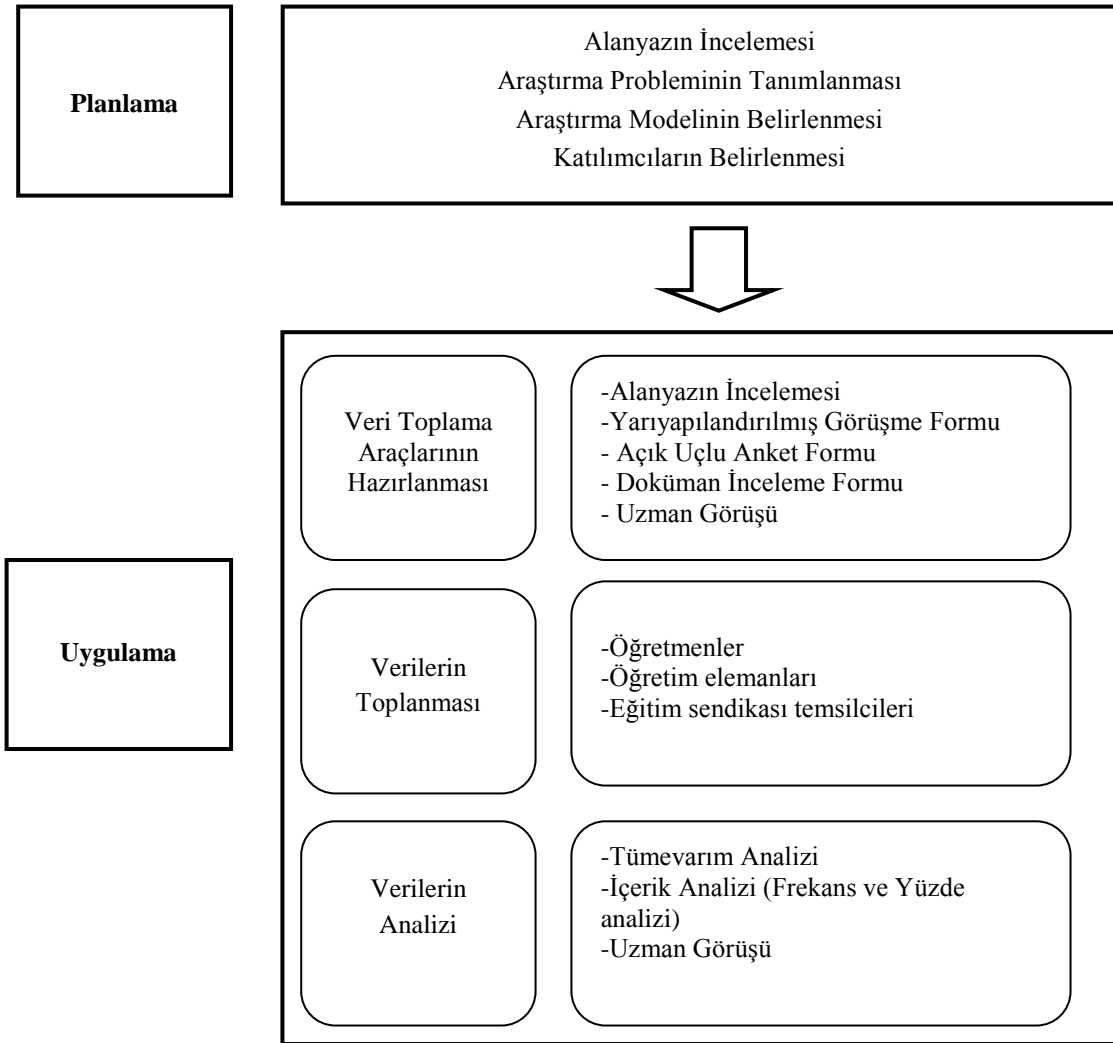 Planlama
Alanyazın İncelemesi
Araştırma Probleminin Tanımlanması
Araştırma Modelinin Belirlenmesi
Katılımcıların Belirlenmesi
Uygulama
Veri Toplama
Araçlarının
Hazırlanması
-Alanyazın İncelemesi
-Yarıyapılandırılmış Görüşme Formu
- Açık Uçlu Anket Formu
- Doküman İnceleme Formu
- Uzman Görüşü
Verilerin
Toplanması
-Öğretmenler
-Öğretim elemanları
-Eğitim sendikası temsilcileri
Verilerin
Analizi
-Tümevarım Analizi
-İçerik Analizi (Frekans ve Yüzde
analizi)
-Uzman Görüşü